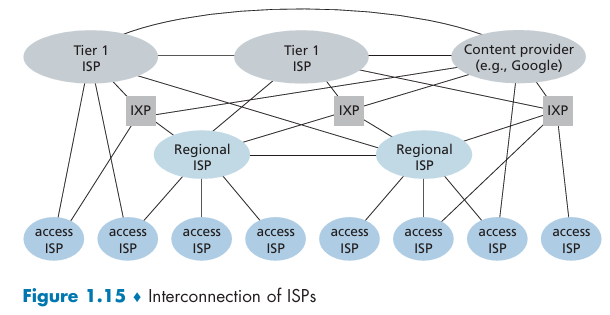 Tier 1
ISP
Tier 1
ISP
Content provider
(e.g., Google)
IXP
IXP
IXP
Regional
ISP
Regional
ISP
access
ISP
access
ISP
access
ISP
access
ISP
access
ISP
access
ISP
access
ISP
access
ISP
Figure 1.15 ♦ Interconnection of ISPs